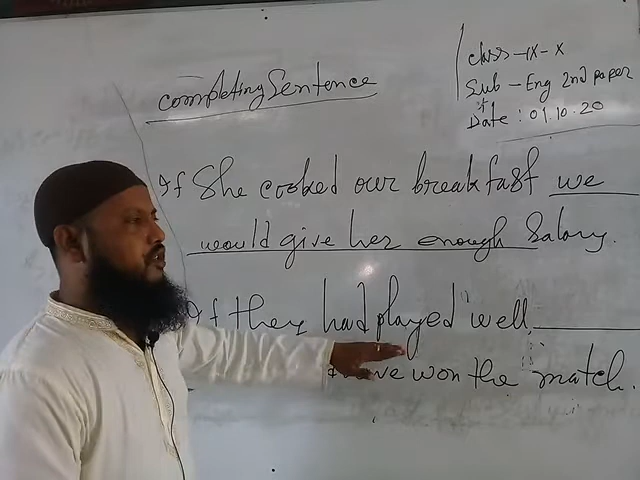 Completing Sentence
Class - IX - X
Sub - Eng 2nd paper
Date : 01.10.20
If She cooked our breakfast we
would give her enough Salary.
If they had played well
have won the match.